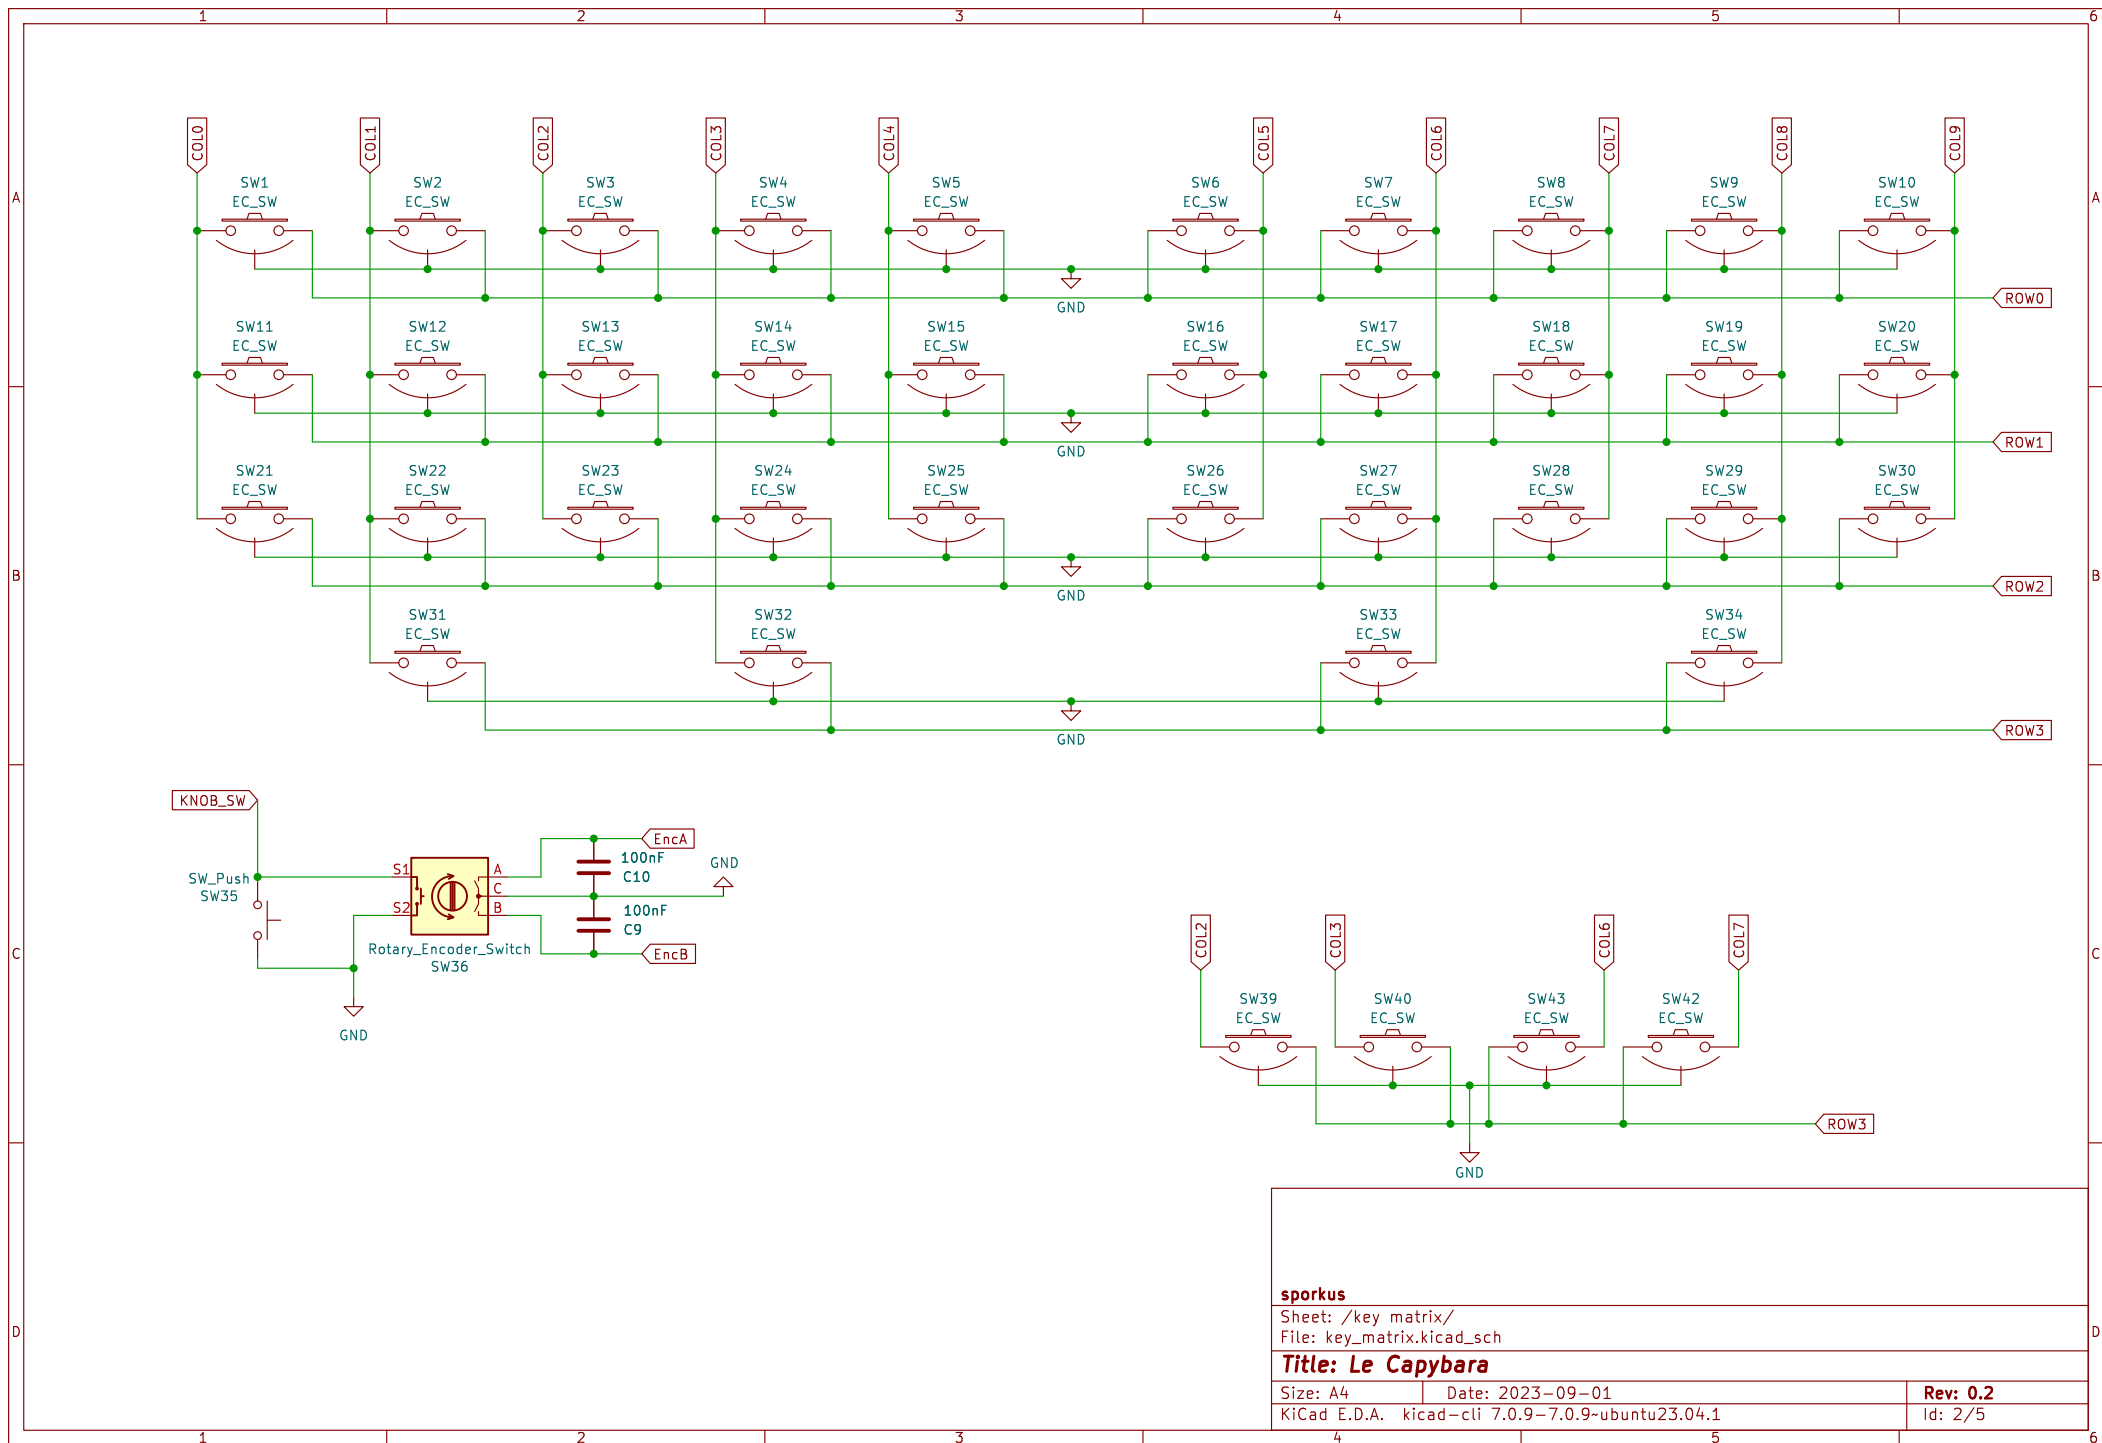 1 2 3 4 5 6
COL0 COL1 COL2 COL3 COL4 COL5 COL6 COL7 COL8 COL9
A A
SW1 SW2 SW3 SW4 SW5 SW6 SW7 SW8 SW9 SW10
EC_SW EC_SW EC_SW EC_SW EC_SW EC_SW EC_SW EC_SW EC_SW EC_SW
ROW0
GND
SW11 SW12 SW13 SW14 SW15 SW16 SW17 SW18 SW19 SW20
EC_SW EC_SW EC_SW EC_SW EC_SW EC_SW EC_SW EC_SW EC_SW EC_SW
ROW1
GND
SW21 SW22 SW23 SW24 SW25 SW26 SW27 SW28 SW29 SW30
EC_SW EC_SW EC_SW EC_SW EC_SW EC_SW EC_SW EC_SW EC_SW EC_SW
B B
ROW2
GND
SW31 SW32 SW33 SW34
EC_SW EC_SW EC_SW EC_SW
ROW3
GND
KNOB_SW
EncA
100nF
C10
GND
SW_Push
SW35
S1 A
C
S2 B
100nF
C9
Rotary_Encoder_Switch
SW36
EncB
GND
C C
COL2 COL3 COL6 COL7
SW39 SW40 SW43 SW42
EC_SW EC_SW EC_SW EC_SW
ROW3
GND
sporkus
Sheet: /key matrix/
File: key_matrix.kicad_sch
D D
Title: Le Capybara
Size: A4 Date: 2023-09-01 Rev: 0.2
KiCad E.D.A. kicad-cli 7.0.9-7.0.9~ubuntu23.04.1 Id: 2/5
1 2 3 4 5 6